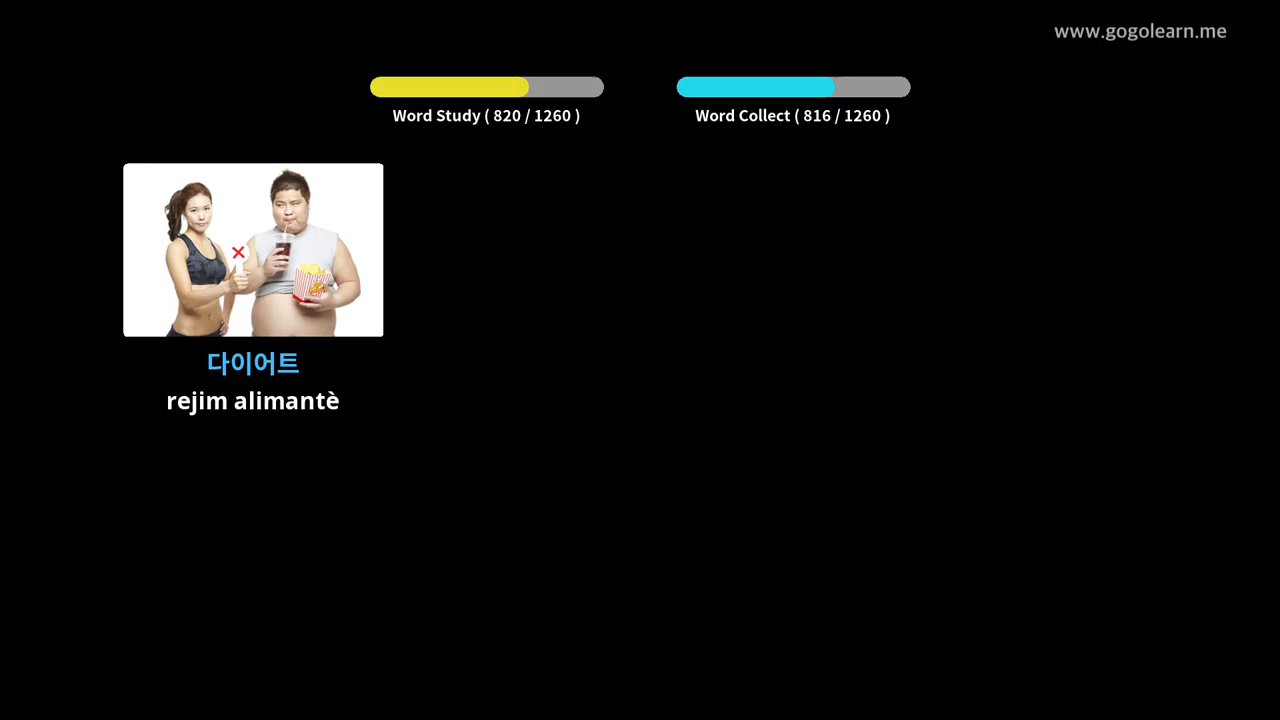 www.gogolearn.me
Word Study ( 820 / 1260 )
Word Collect ( 816 / 1260 )
다이어트
rejim alimantè